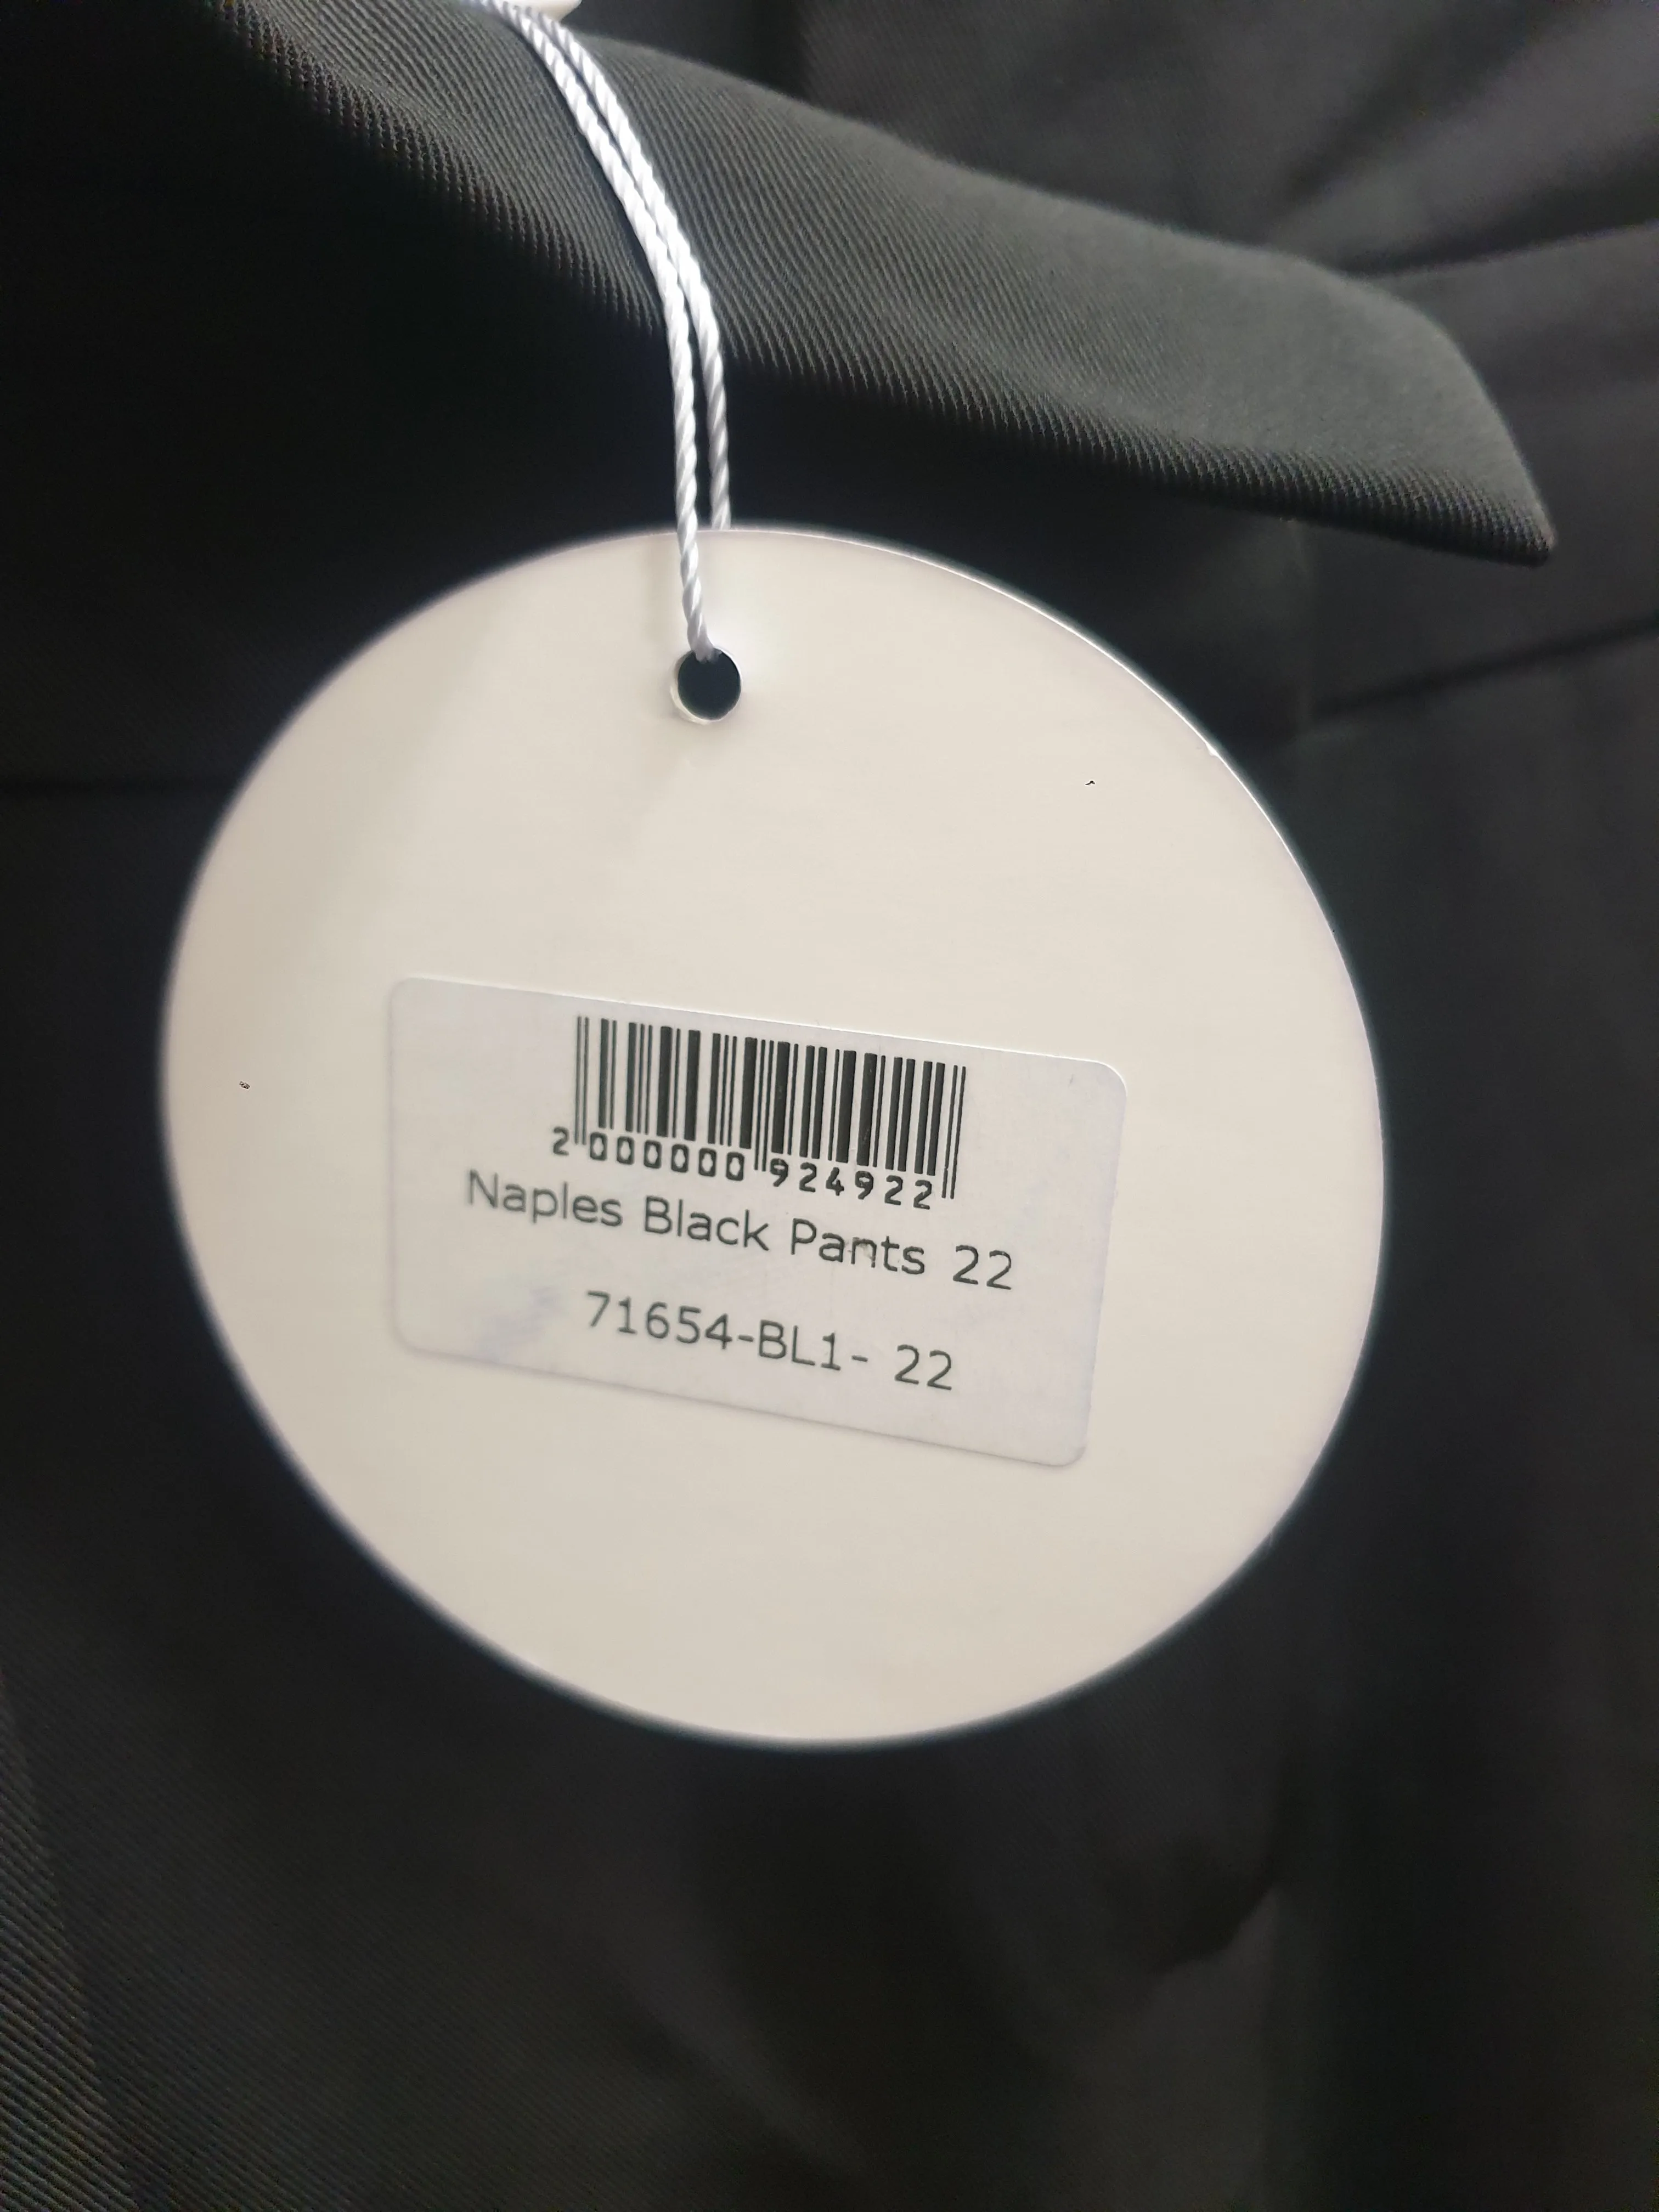 2 000000 924922
Naples Black Pants 22
71654-BL1- 22